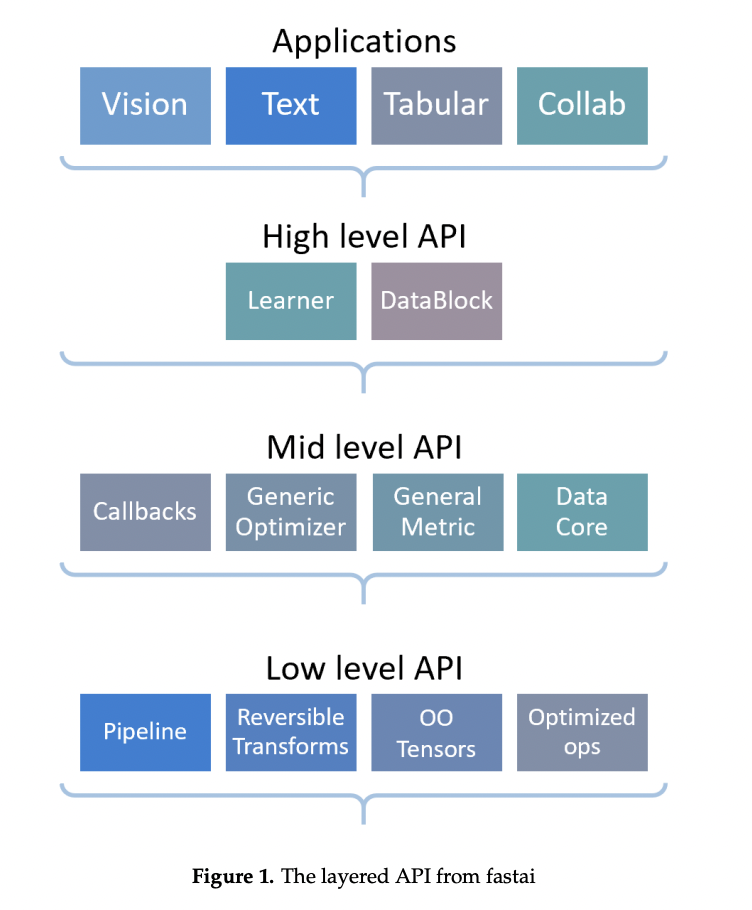 Applications
Vision
Text
Tabular
Collab
High level API
Learner
DataBlock
Mid level API
Callbacks
Generic
Optimizer
General
Metric
Data
Core
Low level API
Pipeline
Reversible
Transforms
OO
Tensors
Optimized
ops
Figure 1. The layered API from fastai